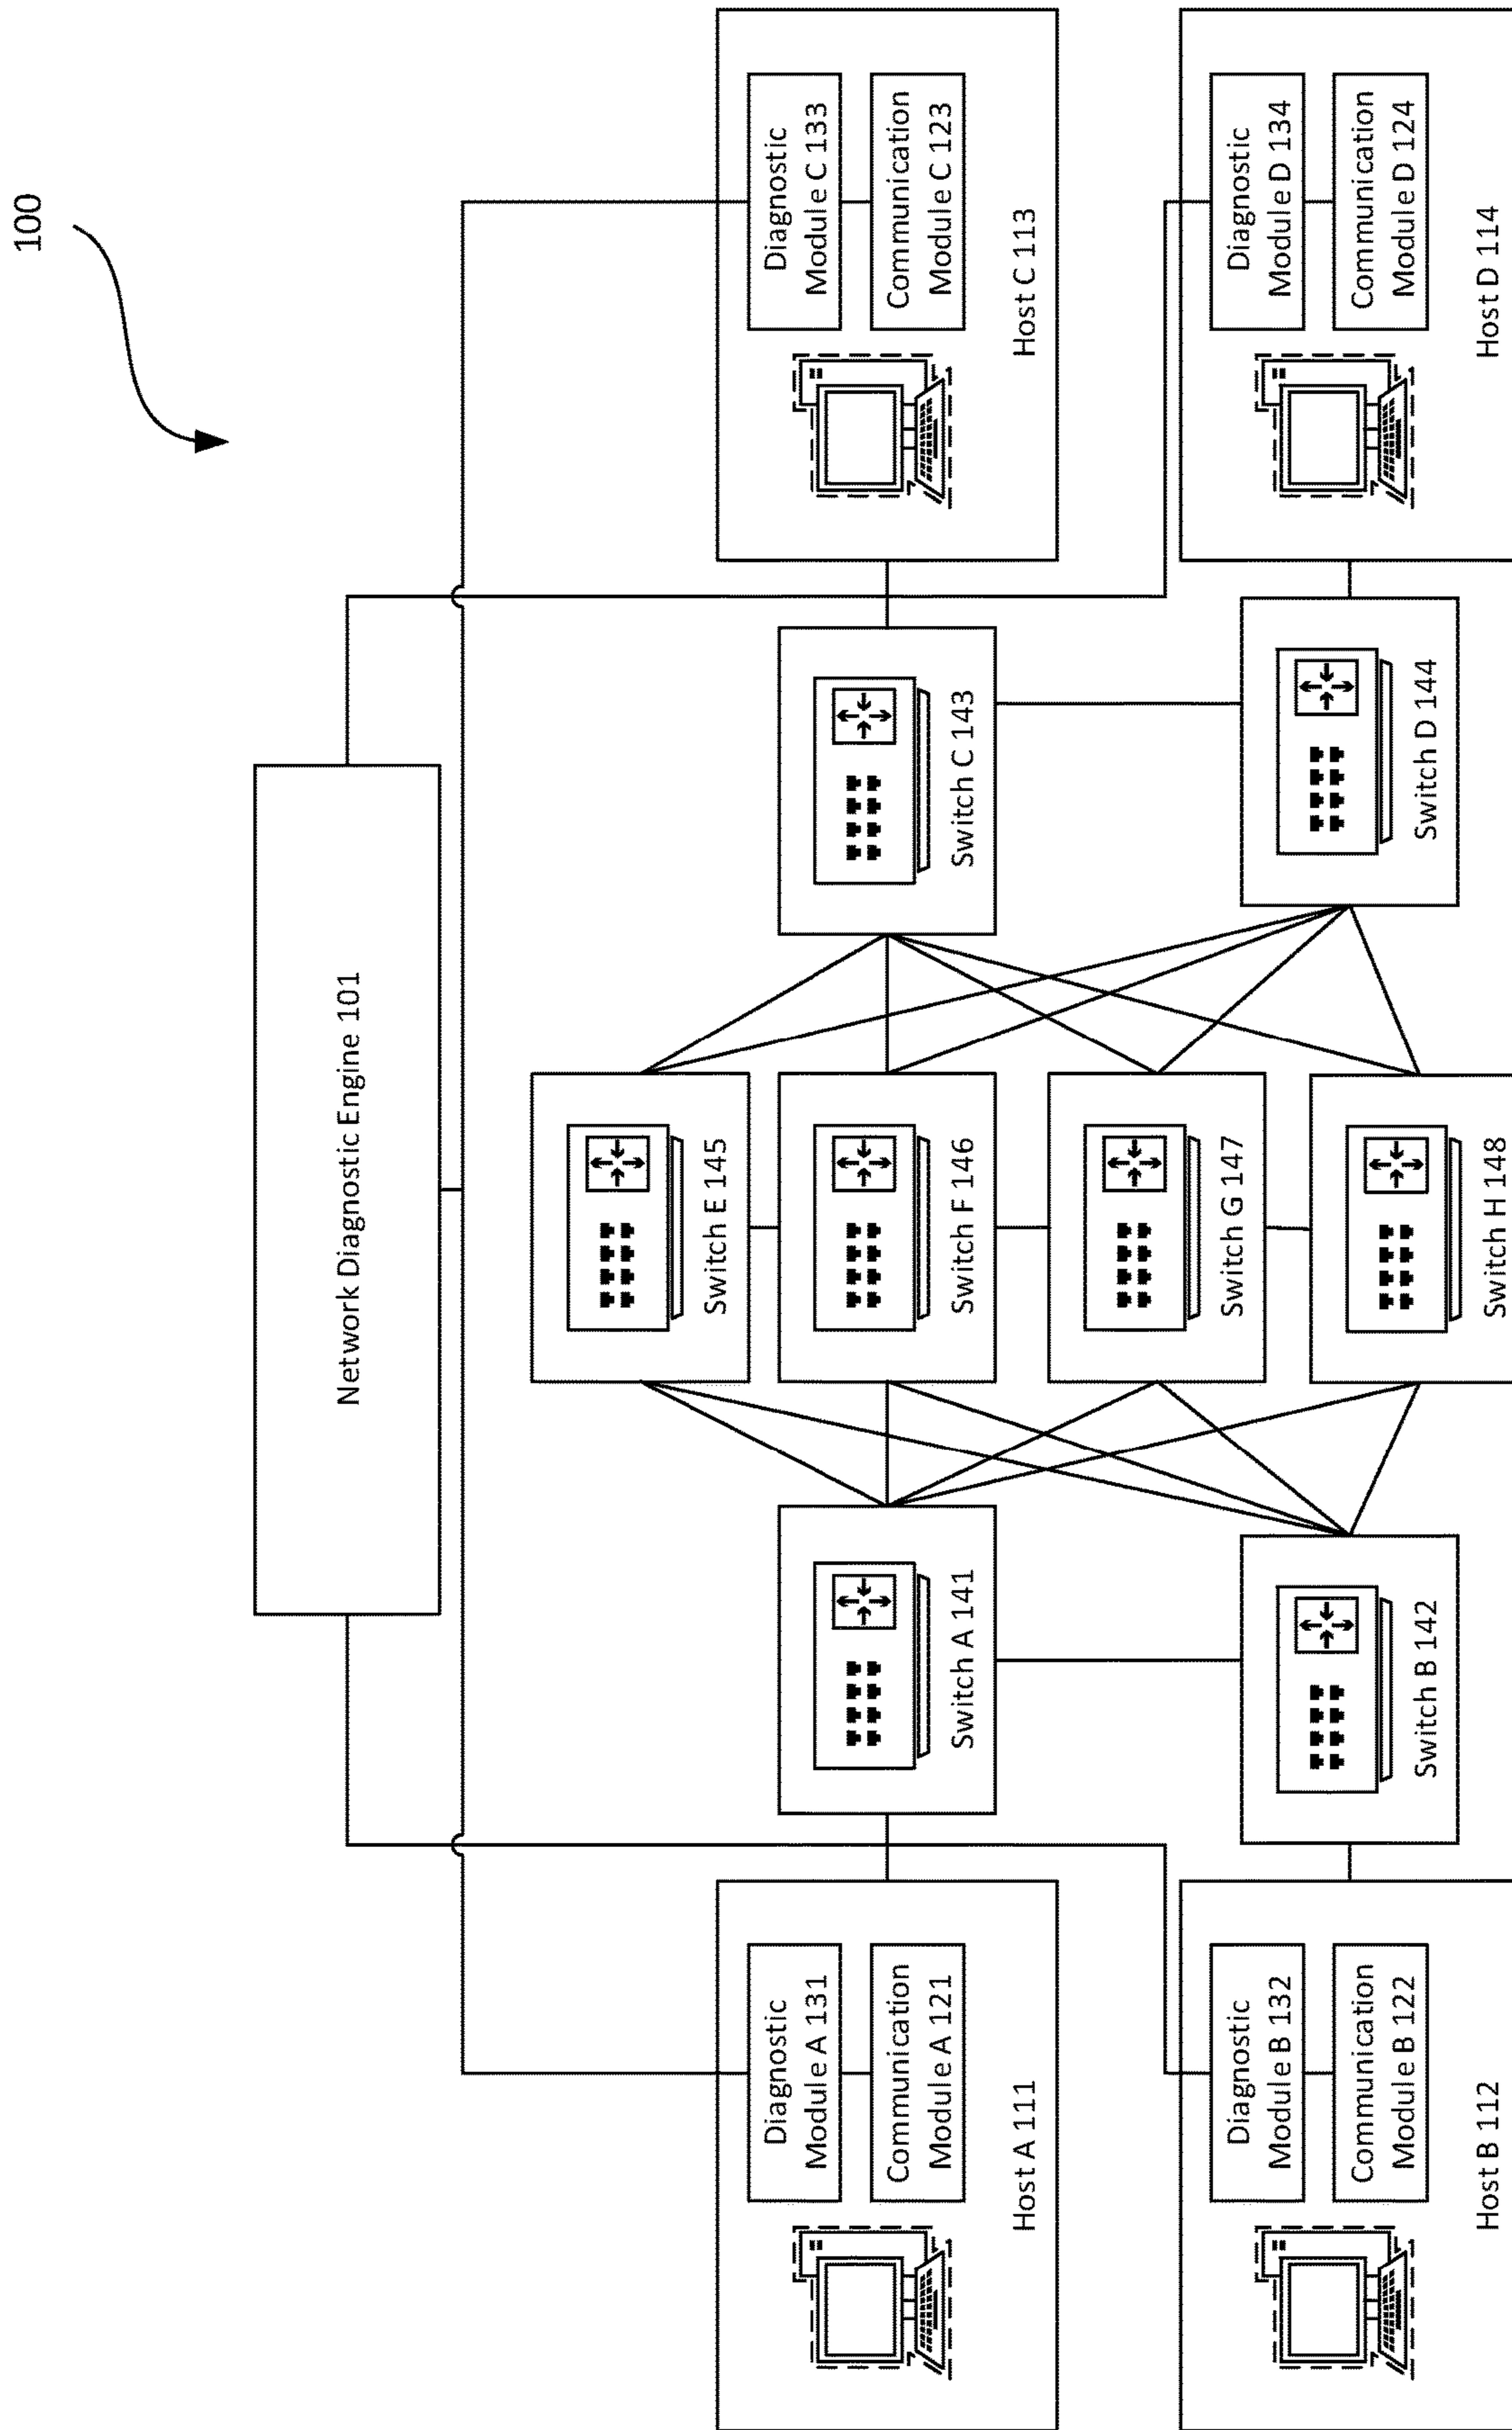 100
Network Diagnostic Engine 101
Diagnostic
Module A 131
Communication
Module A 121
Host A 111
Diagnostic
Module B 132
Communication
Module B 122
Host B 112
Switch A 141
Switch B 142
Switch E 145
Switch F 146
Switch G 147
Switch H 148
Switch C 143
Switch D 144
Diagnostic
Module C 133
Communication
Module C 123
Host C 113
Diagnostic
Module D 134
Communication
Module D 124
Host D 114